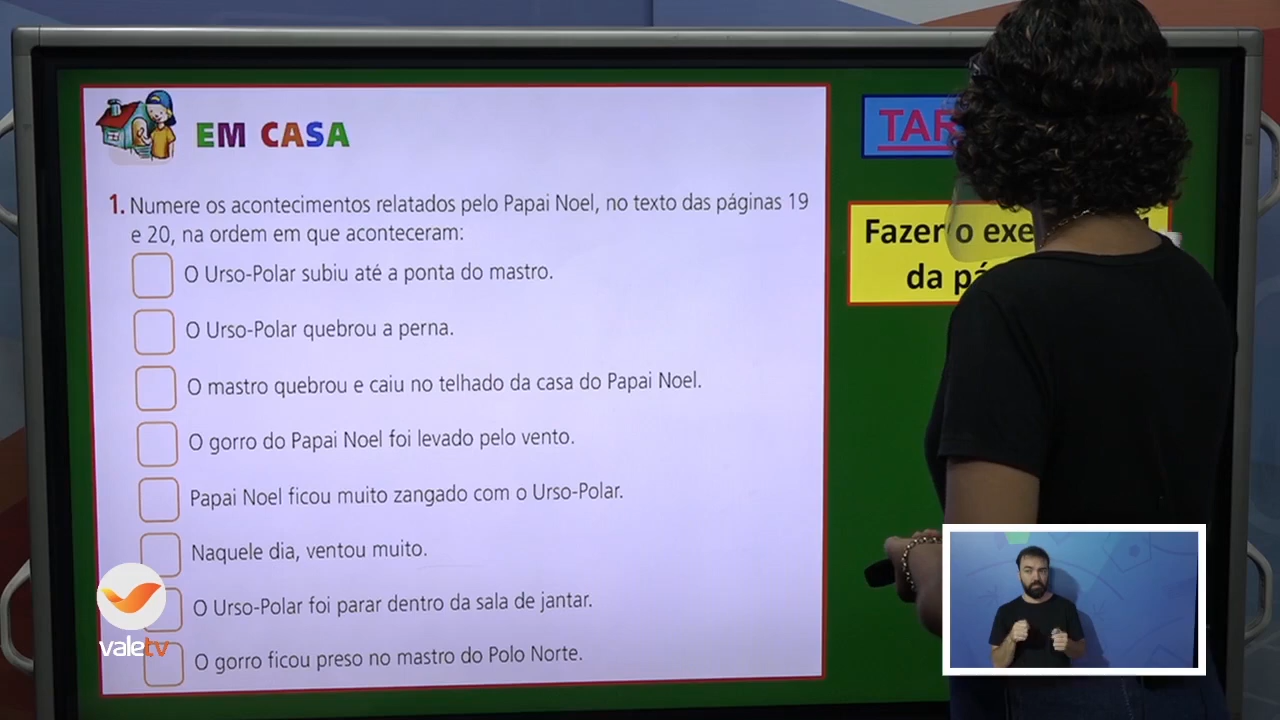 EM CASA
1. Numere os acontecimentos relatados pelo Papai Noel, no texto das páginas 19
e 20, na ordem em que aconteceram:
O Urso-Polar subiu até a ponta do mastro.
O Urso-Polar quebrou a perna.
O mastro quebrou e caiu no telhado da casa do Papai Noel.
O gorro do Papai Noel foi levado pelo vento.
Papai Noel ficou muito zangado com o Urso-Polar.
Naquele dia, ventou muito.
O Urso-Polar foi parar dentro da sala de jantar.
O gorro ficou preso no mastro do Polo Norte.
Fazer o
da
valetv